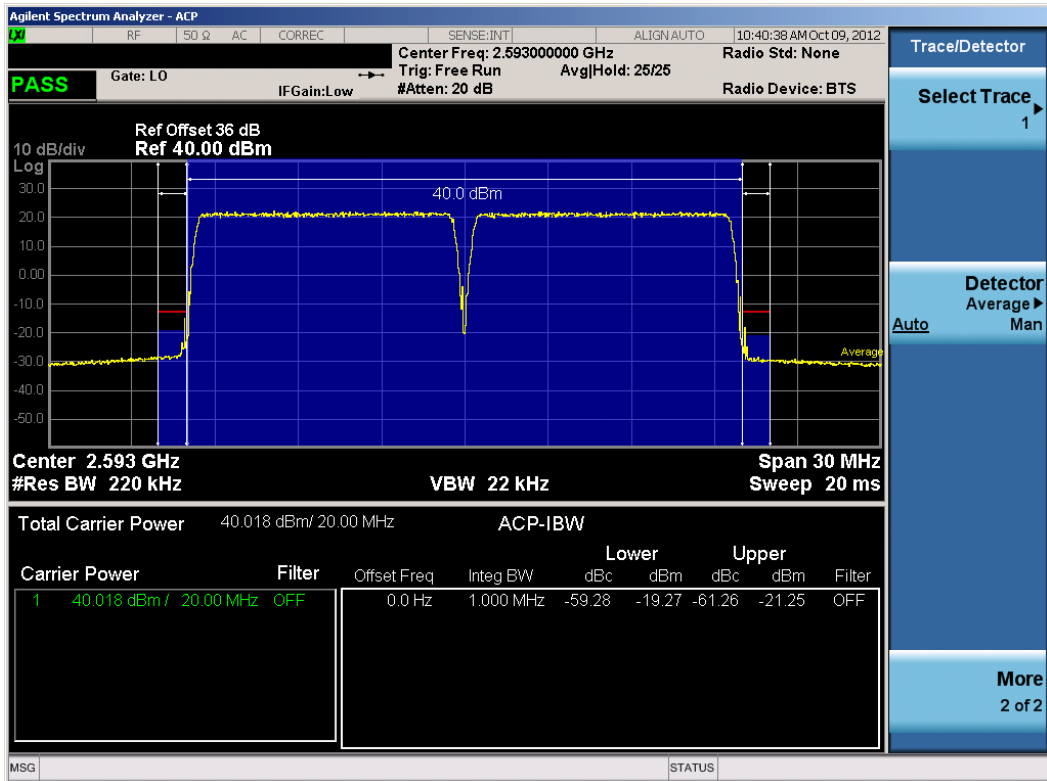 Agilent Spectrum Analyzer - ACP
LXI RF 50 Ω AC CORREC SENSE:INT ALIGN AUTO 10:40:38 AM Oct 09, 2012
Center Freq: 2.593000000 GHz Radio Std: None
Trig: Free Run Avg|Hold: 25/25
PASS Gate: LO IFGain:Low #Atten: 20 dB Radio Device: BTS
Ref Offset 36 dB
10 dB/div Ref 40.00 dBm
Log
30.0
40.0 dBm
20.0
10.0
0.00
-10.0
-20.0
-30.0
Average
-40.0
-50.0
Center 2.593 GHz Span 30 MHz
#Res BW 220 kHz VBW 22 kHz Sweep 20 ms
Total Carrier Power 40.018 dBm/ 20.00 MHz ACP-IBW
Lower Upper
Carrier Power Filter Offset Freq Integ BW dBc dBm dBc dBm Filter
1 40.018 dBm / 20.00 MHz OFF 0.0 Hz 1.000 MHz -59.28 -19.27 -61.26 -21.25 OFF
MSG STATUS
Trace/Detector
Select Trace
1
Detector
Average
Auto Man
More
2 of 2